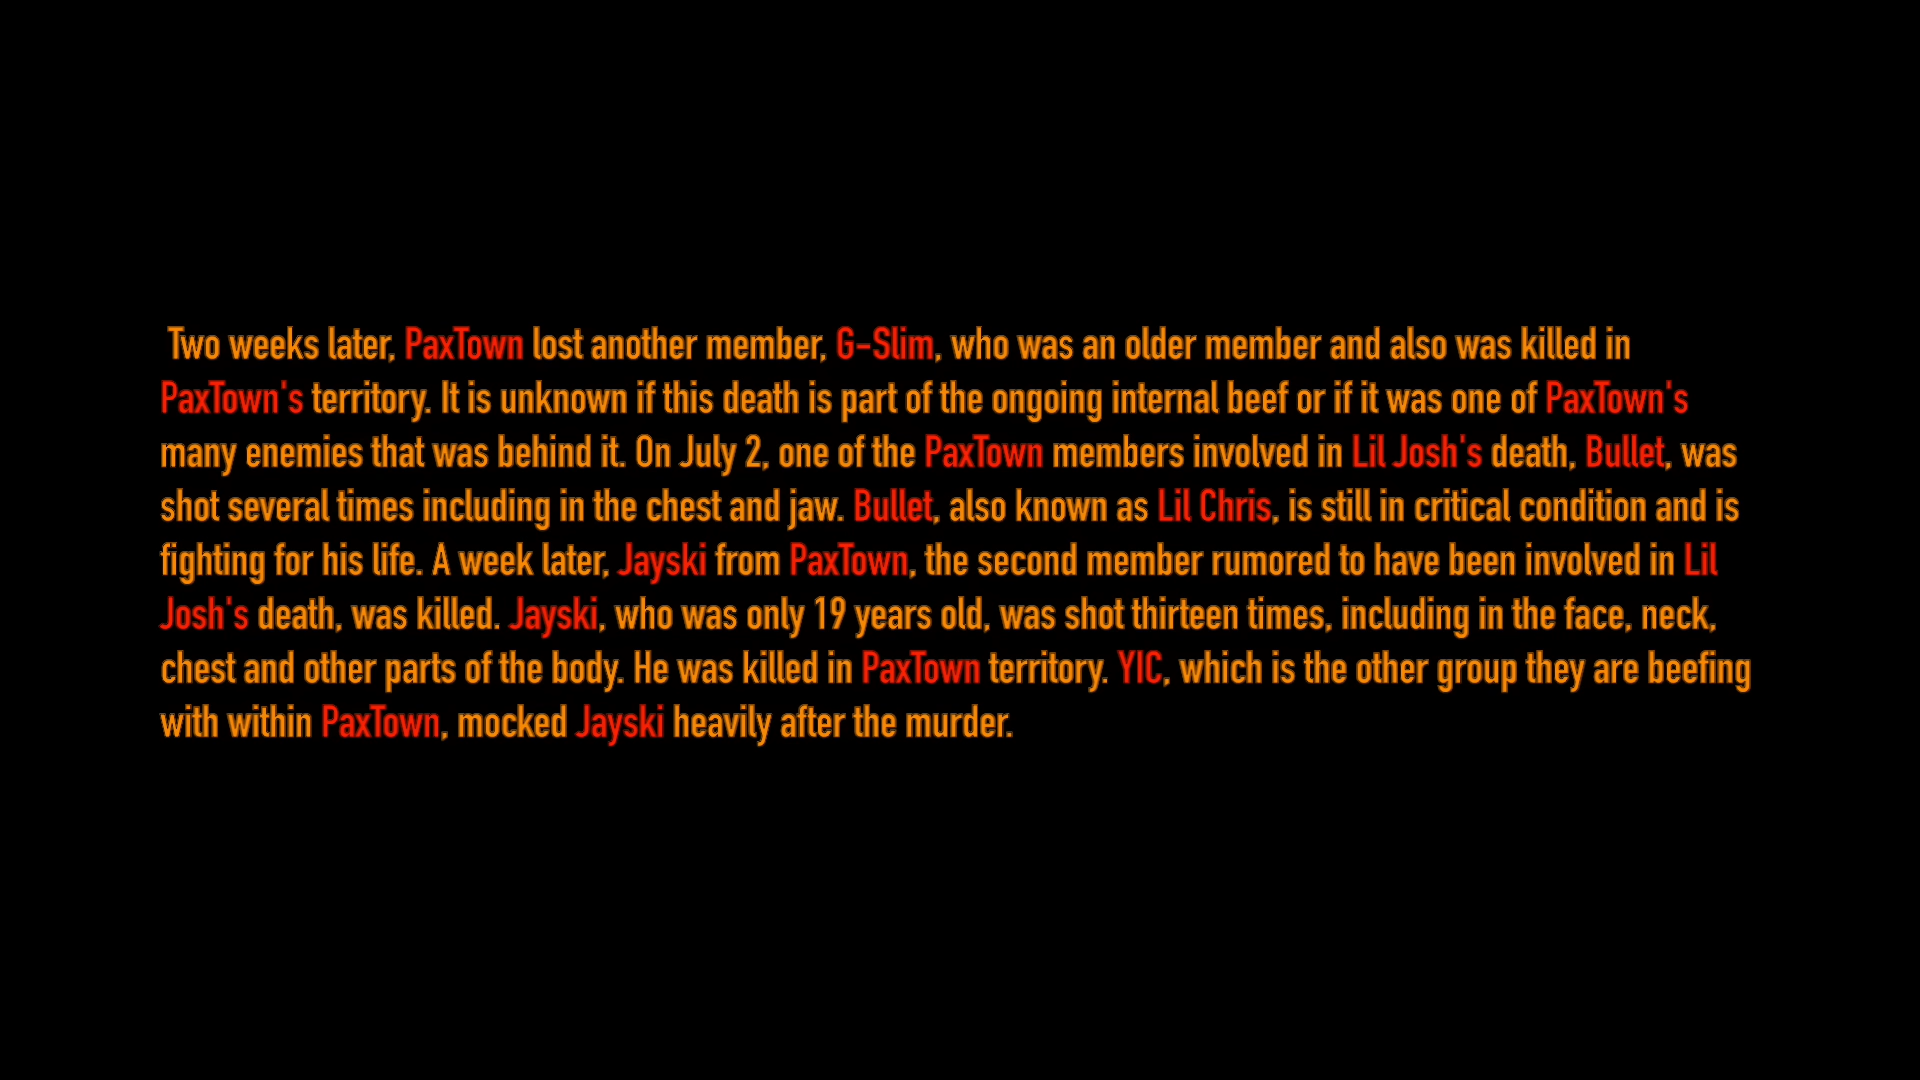 Two weeks later, PaxTown lost another member, G-Slim, who was an older member and also was killed in
PaxTown's territory. It is unknown if this death is part of the ongoing internal beef or if it was one of PaxTown's
many enemies that was behind it. On July 2, one of the PaxTown members involved in Lil Josh's death, Bullet, was
shot several times including in the chest and jaw. Bullet, also known as Lil Chris, is still in critical condition and is
fighting for his life. A week later, Jayski from PaxTown, the second member rumored to have been involved in Lil
Josh's death, was killed. Jayski, who was only 19 years old, was shot thirteen times, including in the face, neck,
chest and other parts of the body. He was killed in PaxTown territory. YIC, which is the other group they are beefing
with within PaxTown, mocked Jayski heavily after the murder.